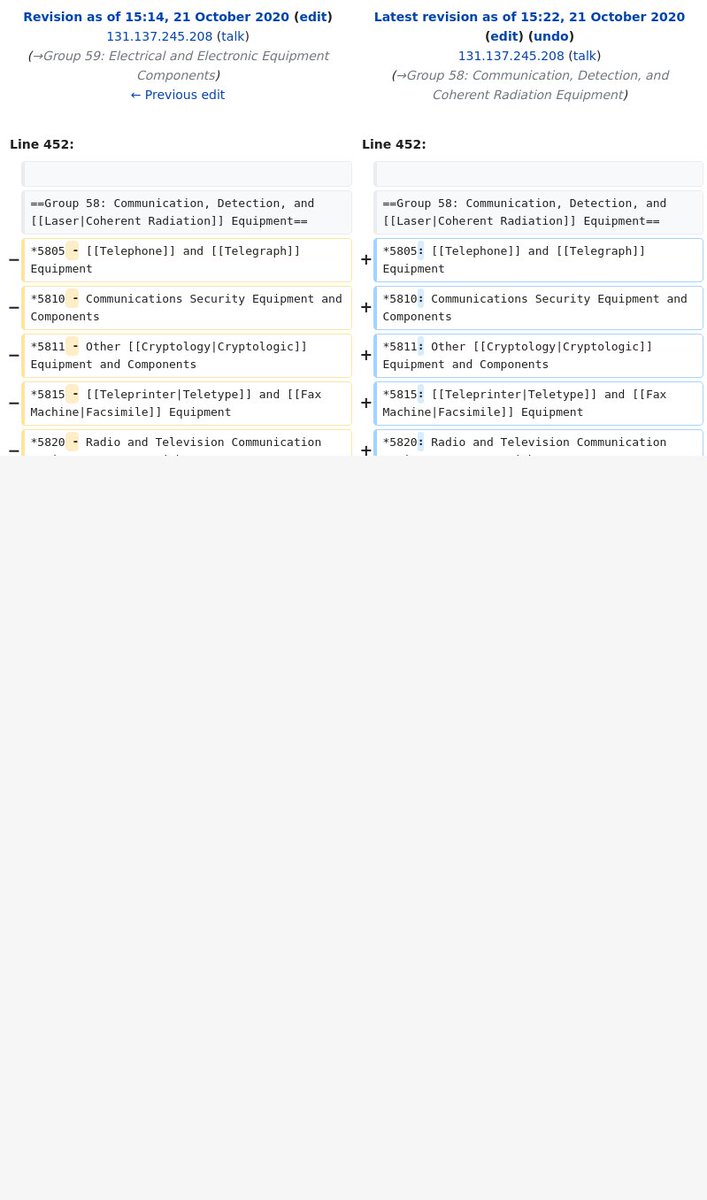 Revision as of 15:14, 21 October 2020 (edit)
131.137.245.208 (talk)
(→Group 59: Electrical and Electronic Equipment
Components)
← Previous edit
Latest revision as of 15:22, 21 October 2020
(edit) (undo)
131.137.245.208 (talk)
(→Group 58: Communication, Detection, and
Coherent Radiation Equipment)
Line 452:
Line 452:
==Group 58: Communication, Detection, and
[[Laser|Coherent Radiation]] Equipment==
==Group 58: Communication, Detection, and
[[Laser|Coherent Radiation]] Equipment==
− *5805 - [[Telephone]] and [[Telegraph]]
Equipment
+ *5805: [[Telephone]] and [[Telegraph]]
Equipment
− *5810 - Communications Security Equipment and
Components
+ *5810: Communications Security Equipment and
Components
− *5811 - Other [[Cryptology|Cryptologic]]
Equipment and Components
+ *5811: Other [[Cryptology|Cryptologic]]
Equipment and Components
− *5815 - [[Teleprinter|Teletype]] and [[Fax
Machine|Facsimile]] Equipment
+ *5815: [[Teleprinter|Teletype]] and [[Fax
Machine|Facsimile]] Equipment
− *5820 - Radio and Television Communication
+ *5820: Radio and Television Communication